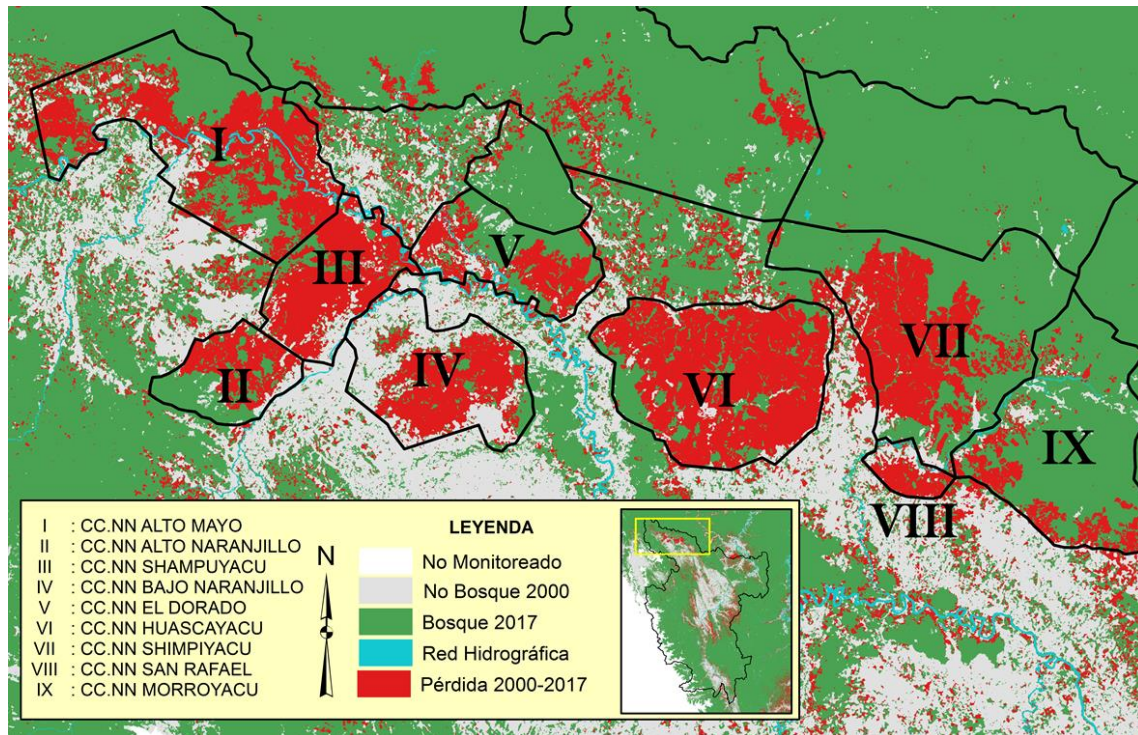 I
III
V
II
IV
VI
VII
IX
VIII
I : CC.NN ALTO MAYO
II : CC.NN ALTO NARANJILLO
III : CC.NN SHAMPUYACU
IV : CC.NN BAJO NARANJILLO
V : CC.NN EL DORADO
VI : CC.NN HUASCAYACU
VII : CC.NN SHIMPIYACU
VIII : CC.NN SAN RAFAEL
IX : CC.NN MORROYACU
N
LEYENDA
No Monitoreado
No Bosque 2000
Bosque 2017
Red Hidrográfica
Pérdida 2000-2017